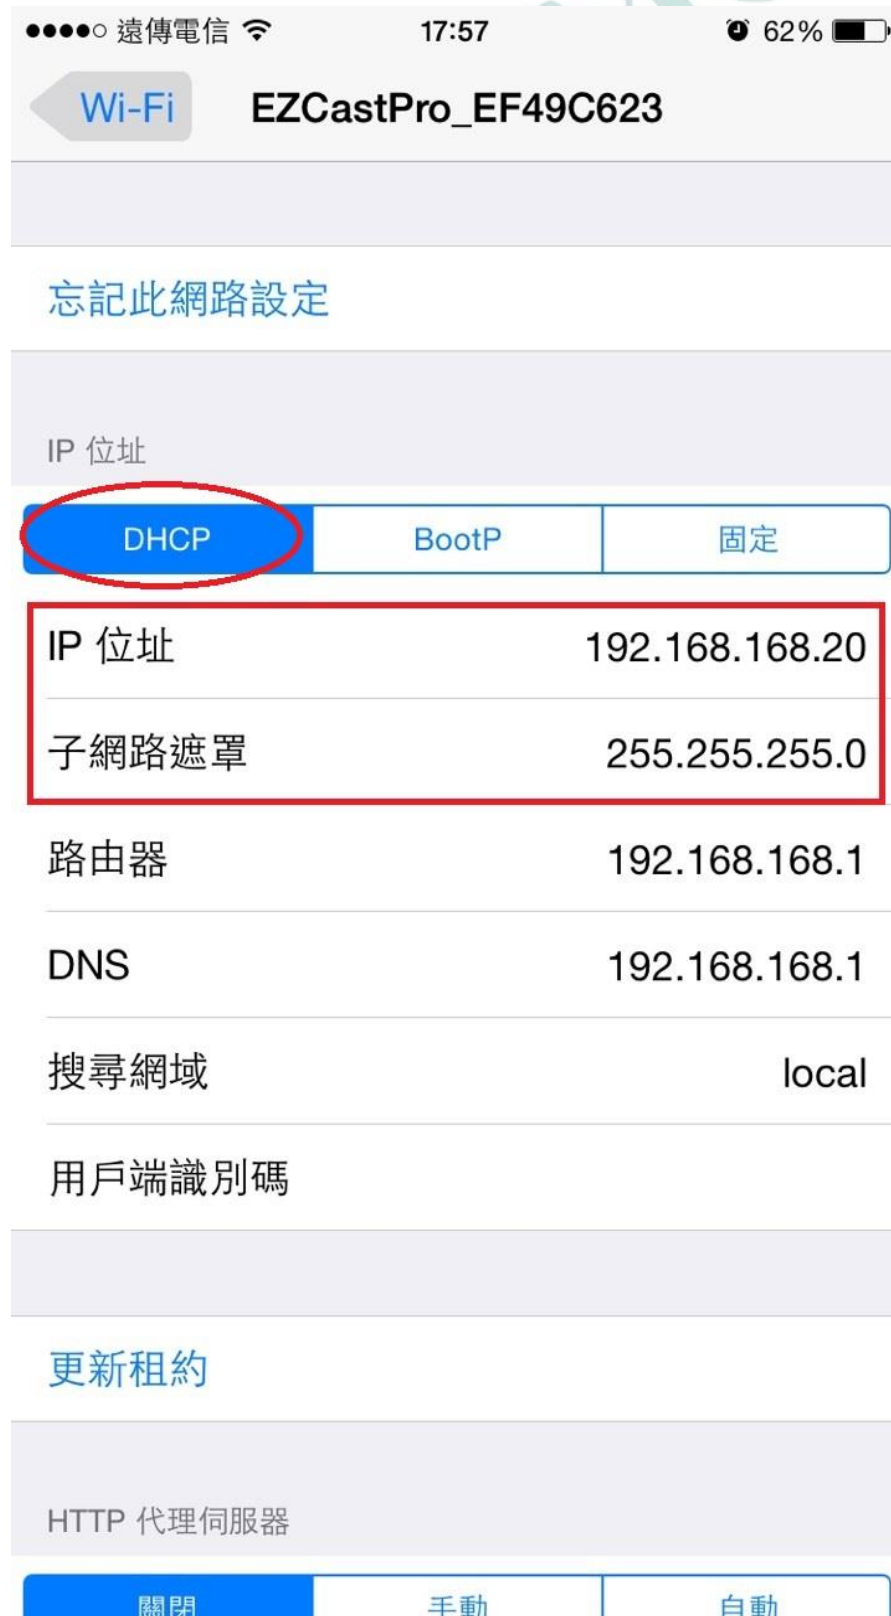 遠傳電信 17:57 62%
Wi-Fi EZCastPro_EF49C623
忘記此網路設定
IP 位址
DHCP BootP 固定
IP 位址 192.168.168.20
子網路遮罩 255.255.255.0
路由器 192.168.168.1
DNS 192.168.168.1
搜尋網域 local
用戶端識別碼
更新租約
HTTP 代理伺服器
關閉 手動 自動